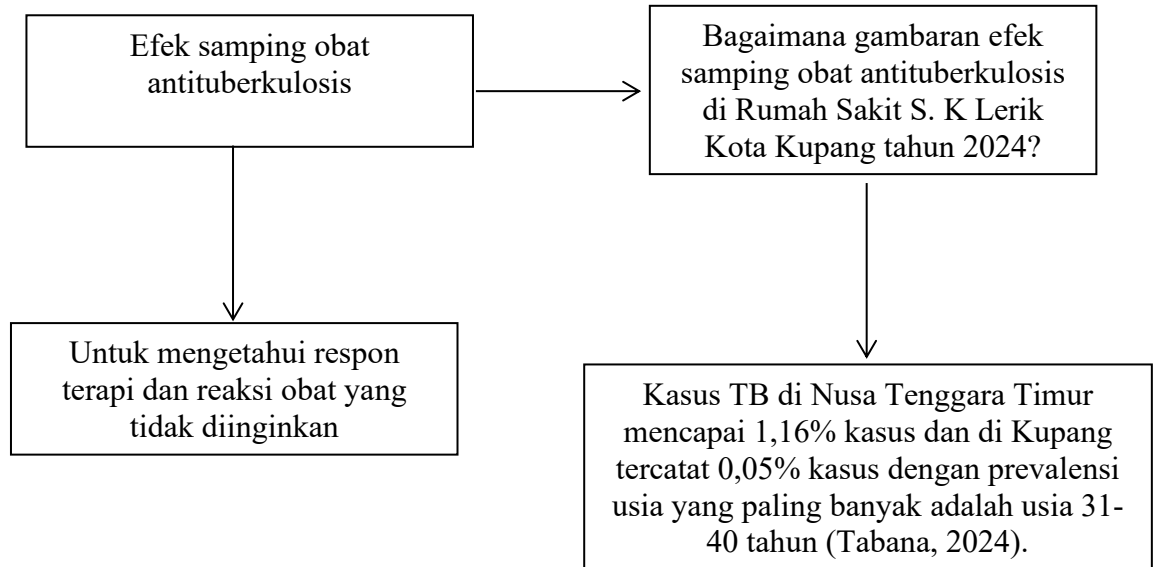 Efek samping obat
antituberkulosis
Bagaimana gambaran efek
samping obat antituberkulosis
di Rumah Sakit S. K Lerik
Kota Kupang tahun 2024?
Untuk mengetahui respon
terapi dan reaksi obat yang
tidak diinginkan
Kasus TB di Nusa Tenggara Timur
mencapai 1,16% kasus dan di Kupang
tercatat 0,05% kasus dengan prevalensi
usia yang paling banyak adalah usia 31-
40 tahun (Tabana, 2024).